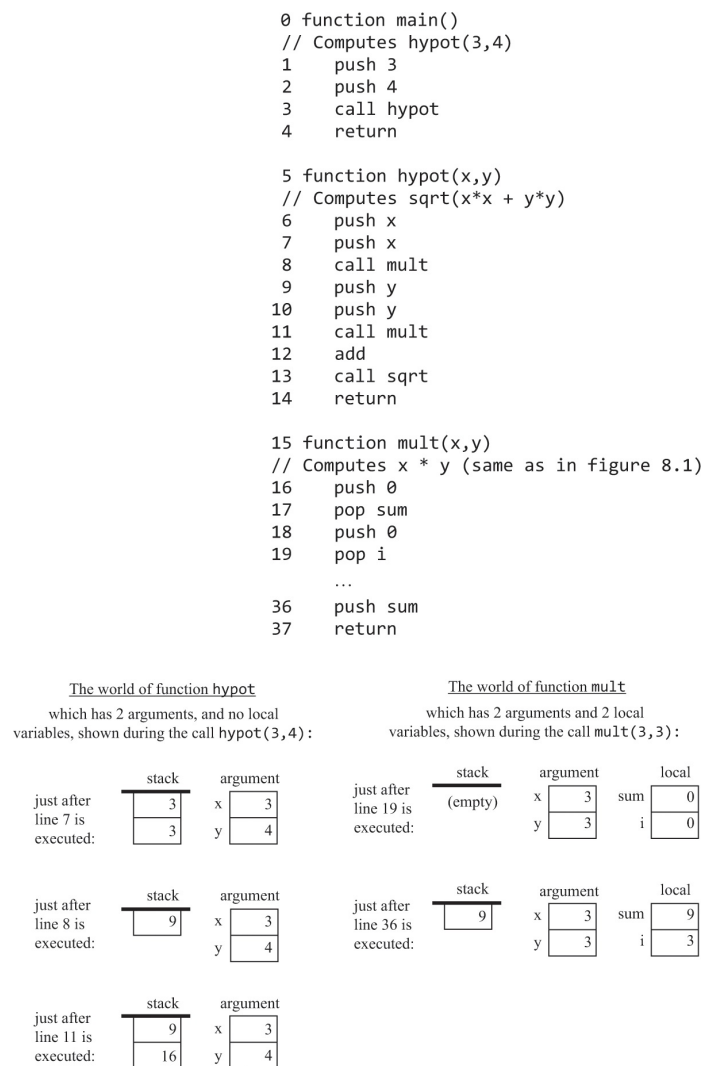 0 function main()
// Computes hypot(3,4)
1 push 3
2 push 4
3 call hypot
4 return
5 function hypot(x,y)
// Computes sqrt(x*x + y*y)
6 push x
7 push x
8 call mult
9 push y
10 push y
11 call mult
12 add
13 call sqrt
14 return
15 function mult(x,y)
// Computes x * y (same as in figure 8.1)
16 push 0
17 pop sum
18 push 0
19 pop i
...
36 push sum
37 return
The world of function hypot
which has 2 arguments, and no local
variables, shown during the call hypot(3,4):
just after
line 7 is
executed:
stack argument
3 x 3
3 y 4
just after
line 8 is
executed:
stack argument
9 x 3
y 4
just after
line 11 is
executed:
stack argument
9 x 3
16 y 4
The world of function mult
which has 2 arguments and 2 local
variables, shown during the call mult(3,3):
just after
line 19 is
executed:
stack argument local
(empty) x 3 sum 0
y 3 i 0
just after
line 36 is
executed:
stack argument local
9 x 3 sum 9
y 3 i 3